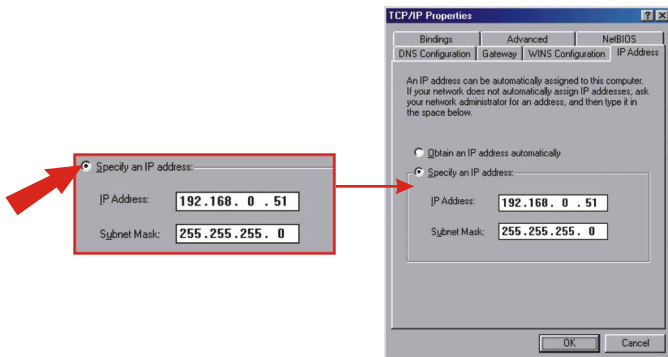 TCP/IP Properties
Bindings Advanced NetBIOS
DNS Configuration Gateway WINS Configuration IP Address
An IP address can be automatically assigned to this computer.
If your network does not automatically assign IP addresses, ask
your network administrator for an address, and then type it in
the space below.
Obtain an IP address automatically
Specify an IP address:
IP Address: 192.168. 0 . 51
Subnet Mask: 255.255.255. 0
OK Cancel
Specify an IP address:
IP Address: 192.168. 0 . 51
Subnet Mask: 255.255.255. 0